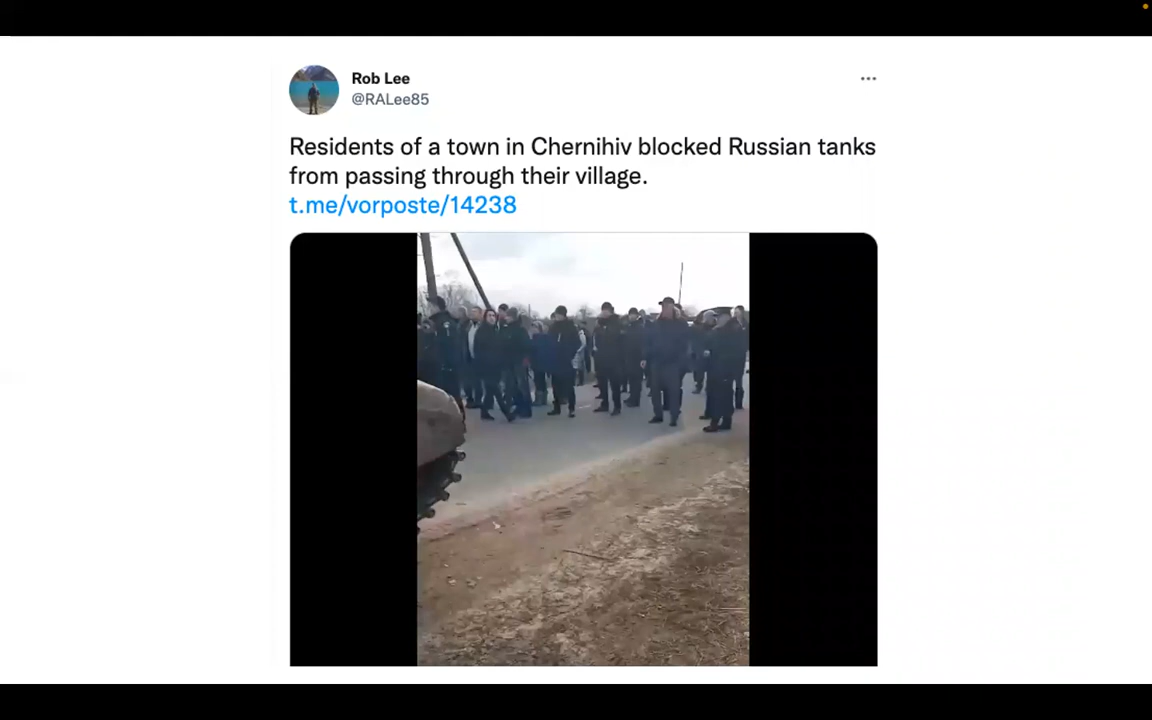 Rob Lee
@RALee85
Residents of a town in Chernihiv blocked Russian tanks
from passing through their village.
t.me/vorposte/14238